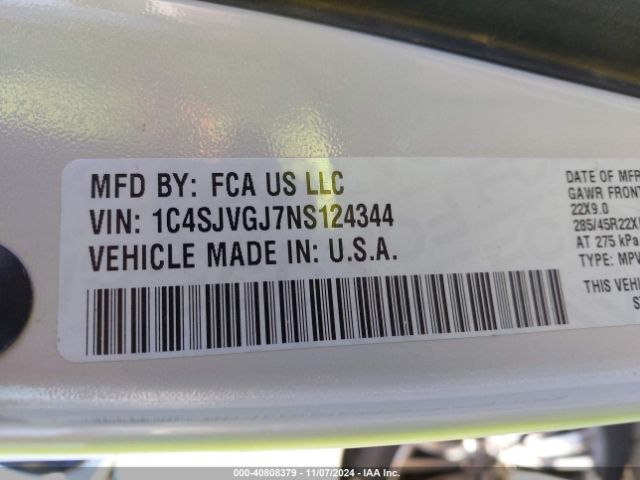 MFD BY: FCA US LLC
VIN: 1C4SJVGJ7NS124344
VEHICLE MADE IN: U.S.A.
DATE OF MFR
GAWR FRONT
22X9.0
285/45R22X
AT 275 kPa
TYPE: MPV
THIS VEHI
000-40808379 - 11/07/2024 - IAA Inc.